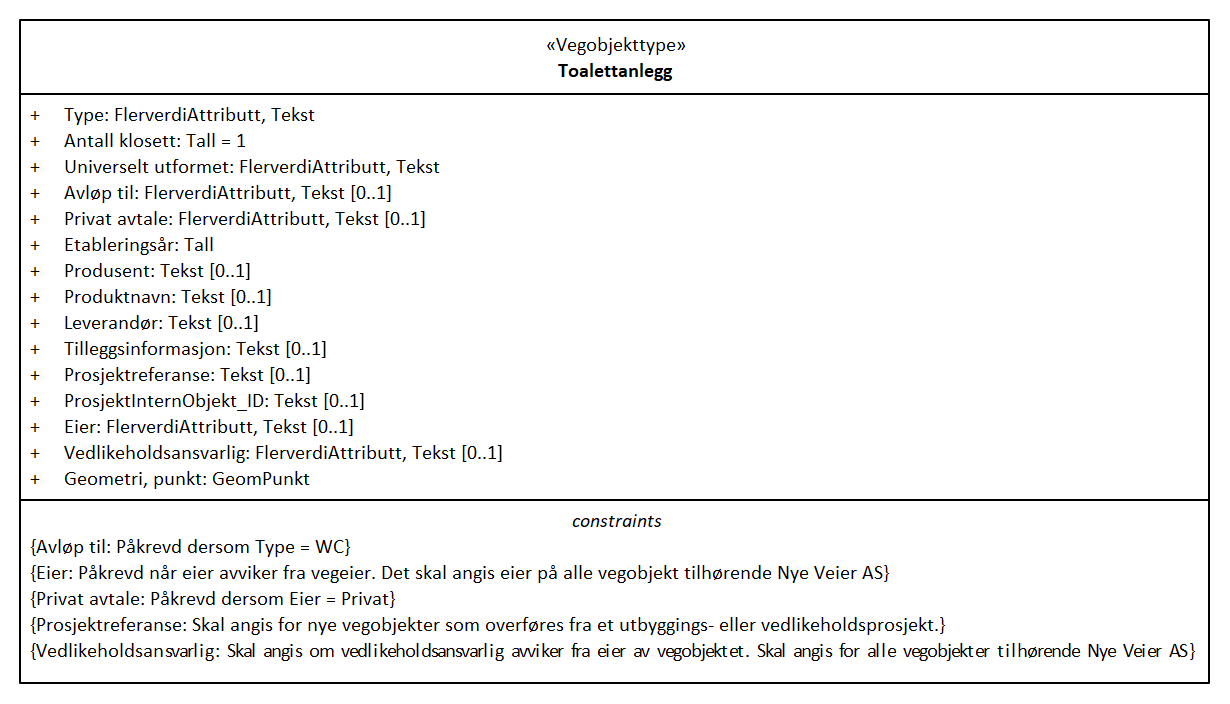 «Vegobjekttype»
Toalettanlegg
+ Type: FlerverdiAttributt, Tekst
+ Antall klosett: Tall = 1
+ Universelt utformet: FlerverdiAttributt, Tekst
+ Avløp til: FlerverdiAttributt, Tekst [0..1]
+ Privat avtale: FlerverdiAttributt, Tekst [0..1]
+ Etableringsår: Tall
+ Produsent: Tekst [0..1]
+ Produktnavn: Tekst [0..1]
+ Leverandør: Tekst [0..1]
+ Tilleggsinformasjon: Tekst [0..1]
+ Prosjektreferanse: Tekst [0..1]
+ ProsjektInternObjekt_ID: Tekst [0..1]
+ Eier: FlerverdiAttributt, Tekst [0..1]
+ Vedlikeholdsansvarlig: FlerverdiAttributt, Tekst [0..1]
+ Geometri, punkt: GeomPunkt
constraints
{Avløp til: Påkrevd dersom Type = WC}
{Eier: Påkrevd når eier avviker fra vegeier. Det skal angis eier på alle vegobjekt tilhørende Nye Veier AS}
{Privat avtale: Påkrevd dersom Eier = Privat}
{Prosjektreferanse: Skal angis for nye vegobjekter som overføres fra et utbyggings- eller vedlikeholdsprosjekt.}
{Vedlikeholdsansvarlig: Skal angis om vedlikeholdsansvarlig avviker fra eier av vegobjektet. Skal angis for alle vegobjekter tilhørende Nye Veier AS}